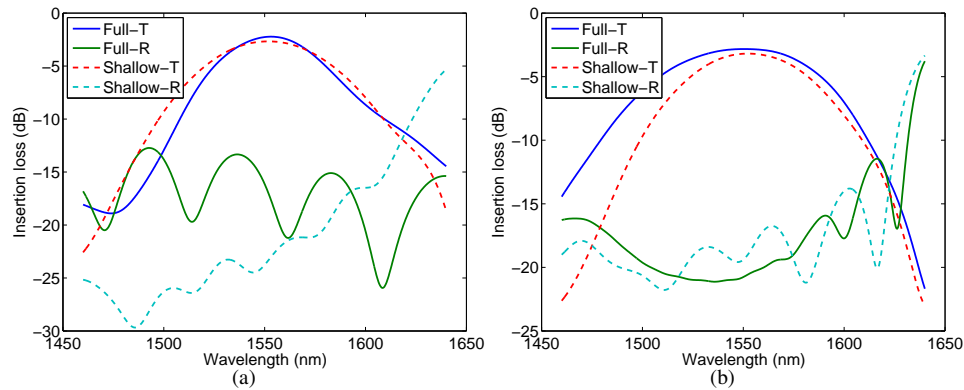 0
−5
−10
−15
−20
−25
−30
1450
1500
1550
1600
1650
Insertion loss (dB)
Wavelength (nm)
Full−T
Full−R
Shallow−T
Shallow−R
(a)
0
−5
−10
−15
−20
−25
1450
1500
1550
1600
1650
Insertion loss (dB)
Wavelength (nm)
Full−T
Full−R
Shallow−T
Shallow−R
(b)